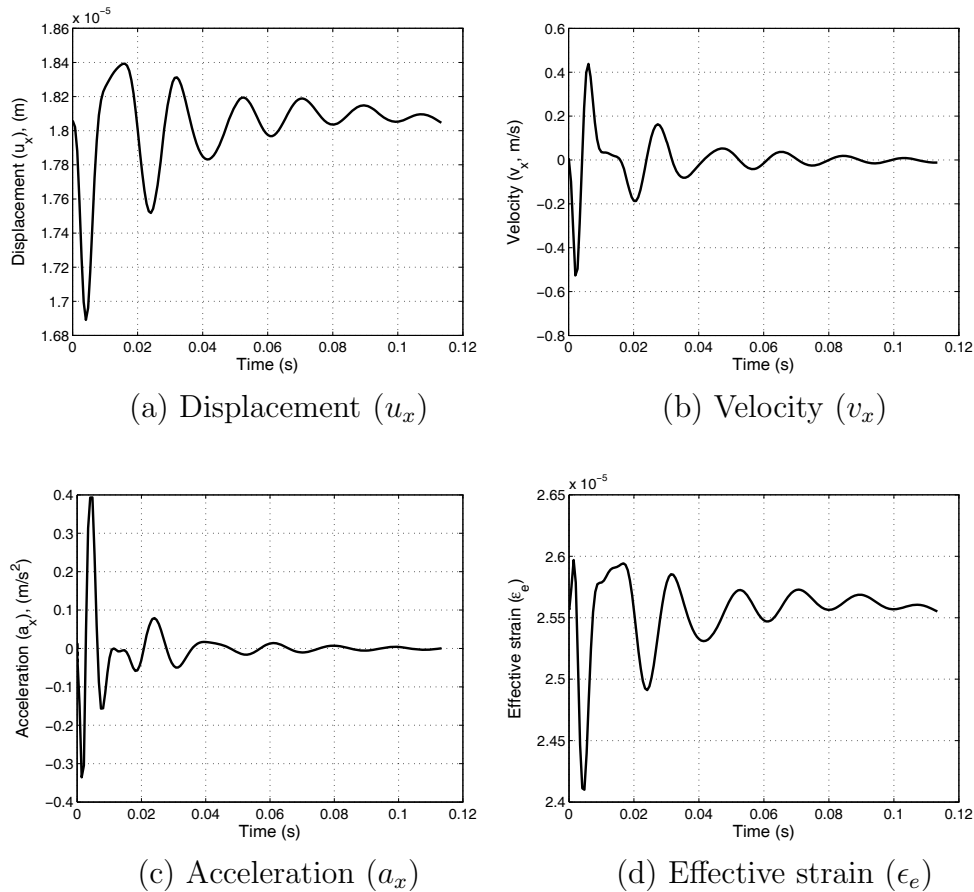 x 10⁻⁵
1.86
1.84
1.82
1.8
1.78
1.76
1.74
1.72
1.7
1.68
0 0.02 0.04 0.06 0.08 0.1 0.12
Displacement (uₓ), (m)
Time (s)
(a) Displacement (uₓ)
0.6
0.4
0.2
0
−0.2
−0.4
−0.6
−0.8
0 0.02 0.04 0.06 0.08 0.1 0.12
Velocity (vₓ, m/s)
Time (s)
(b) Velocity (vₓ)
0.4
0.3
0.2
0.1
0
−0.1
−0.2
−0.3
−0.4
0 0.02 0.04 0.06 0.08 0.1 0.12
Acceleration (aₓ), (m/s²)
Time (s)
(c) Acceleration (aₓ)
x 10⁻⁵
2.65
2.6
2.55
2.5
2.45
2.4
0 0.02 0.04 0.06 0.08 0.1 0.12
Effective strain (εₑ)
Time (s)
(d) Effective strain (ϵₑ)